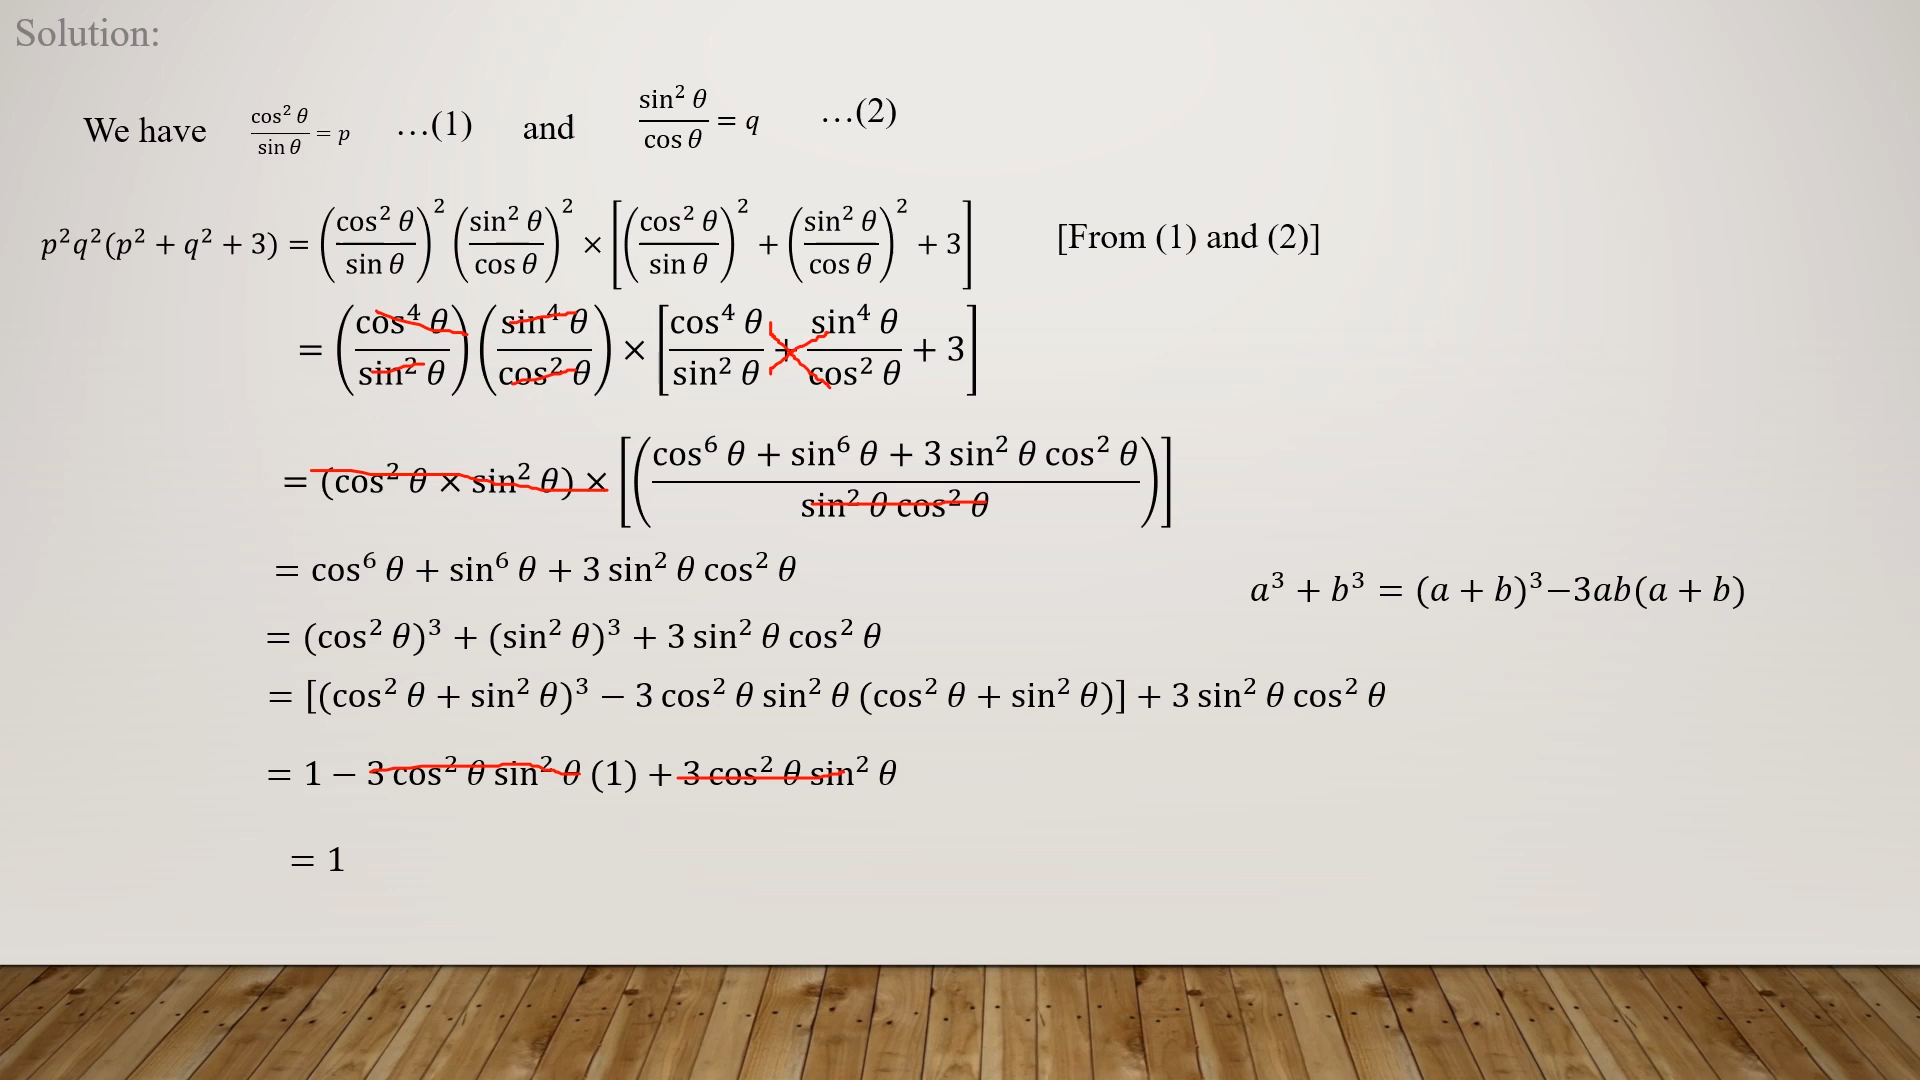 Solution:
We have cos² θ / sin θ = p …(1) and sin² θ / cos θ = q …(2)
p²q²(p² + q² + 3) = (cos² θ / sin θ)² (sin² θ / cos θ)² × [(cos² θ / sin θ)² + (sin² θ / cos θ)² + 3] [From (1) and (2)]
= (cos⁴ θ / sin² θ) (sin⁴ θ / cos² θ) × [cos⁴ θ / sin² θ + sin⁴ θ / cos² θ + 3]
= (cos² θ × sin² θ) × [((cos⁶ θ + sin⁶ θ + 3 sin² θ cos² θ) / (sin² θ cos² θ))]
= cos⁶ θ + sin⁶ θ + 3 sin² θ cos² θ
a³ + b³ = (a + b)³−3ab(a + b)
= (cos² θ)³ + (sin² θ)³ + 3 sin² θ cos² θ
= [(cos² θ + sin² θ)³ − 3 cos² θ sin² θ (cos² θ + sin² θ)] + 3 sin² θ cos² θ
= 1 − 3 cos² θ sin² θ (1) + 3 cos² θ sin² θ
= 1